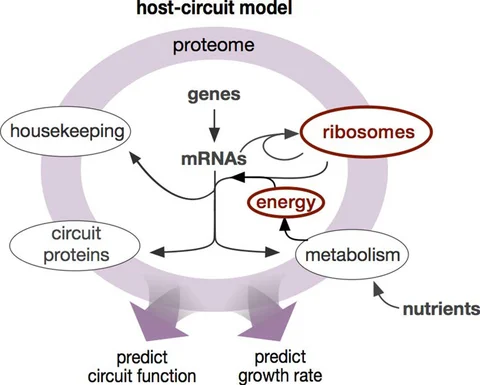 host-circuit model
proteome
genes
housekeeping
ribosomes
mRNAs
energy
circuit
proteins
metabolism
nutrients
predict
circuit function
predict
growth rate